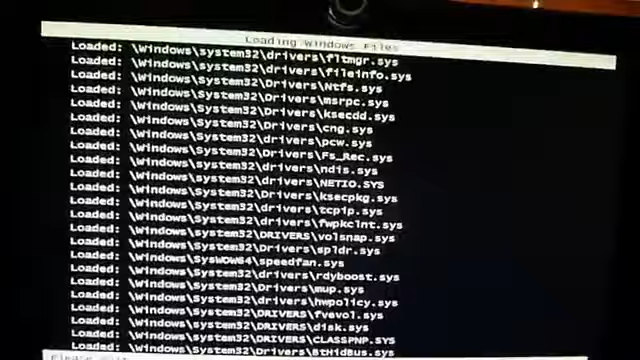 Loading Windows Files
Loaded: \Windows\system32\drivers\fltmgr.sys
Loaded: \Windows\system32\drivers\fileinfo.sys
Loaded: \Windows\System32\Drivers\Ntfs.sys
Loaded: \Windows\System32\Drivers\msrpc.sys
Loaded: \Windows\System32\Drivers\ksecdd.sys
Loaded: \Windows\System32\Drivers\cng.sys
Loaded: \Windows\System32\drivers\pcw.sys
Loaded: \Windows\System32\Drivers\Fs_Rec.sys
Loaded: \Windows\system32\drivers\ndis.sys
Loaded: \Windows\system32\drivers\NETIO.SYS
Loaded: \Windows\System32\Drivers\ksecpkg.sys
Loaded: \Windows\System32\drivers\tcpip.sys
Loaded: \Windows\System32\drivers\fwpkclnt.sys
Loaded: \Windows\system32\DRIVERS\volsnap.sys
Loaded: \Windows\System32\Drivers\spldr.sys
Loaded: \Windows\SysWOW64\speedfan.sys
Loaded: \Windows\System32\drivers\rdyboost.sys
Loaded: \Windows\System32\Drivers\mup.sys
Loaded: \Windows\System32\drivers\hwpolicy.sys
Loaded: \Windows\System32\DRIVERS\fvevol.sys
Loaded: \Windows\system32\DRIVERS\disk.sys
Loaded: \Windows\system32\DRIVERS\CLASSPNP.SYS
Loaded: \Windows\System32\Drivers\BtHidBus.sys
Please